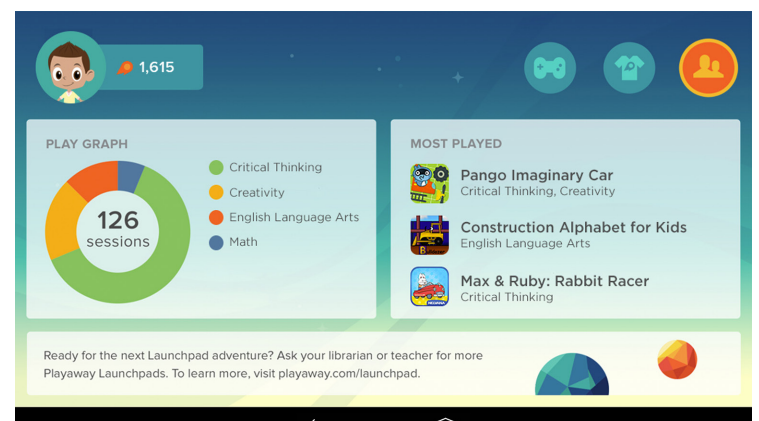 1,615
PLAY GRAPH
126
sessions
Critical Thinking
Creativity
English Language Arts
Math
MOST PLAYED
Pango Imaginary Car
Critical Thinking, Creativity
Construction Alphabet for Kids
English Language Arts
Max & Ruby: Rabbit Racer
Critical Thinking
Ready for the next Launchpad adventure? Ask your librarian or teacher for more
Playaway Launchpads. To learn more, visit playaway.com/launchpad.